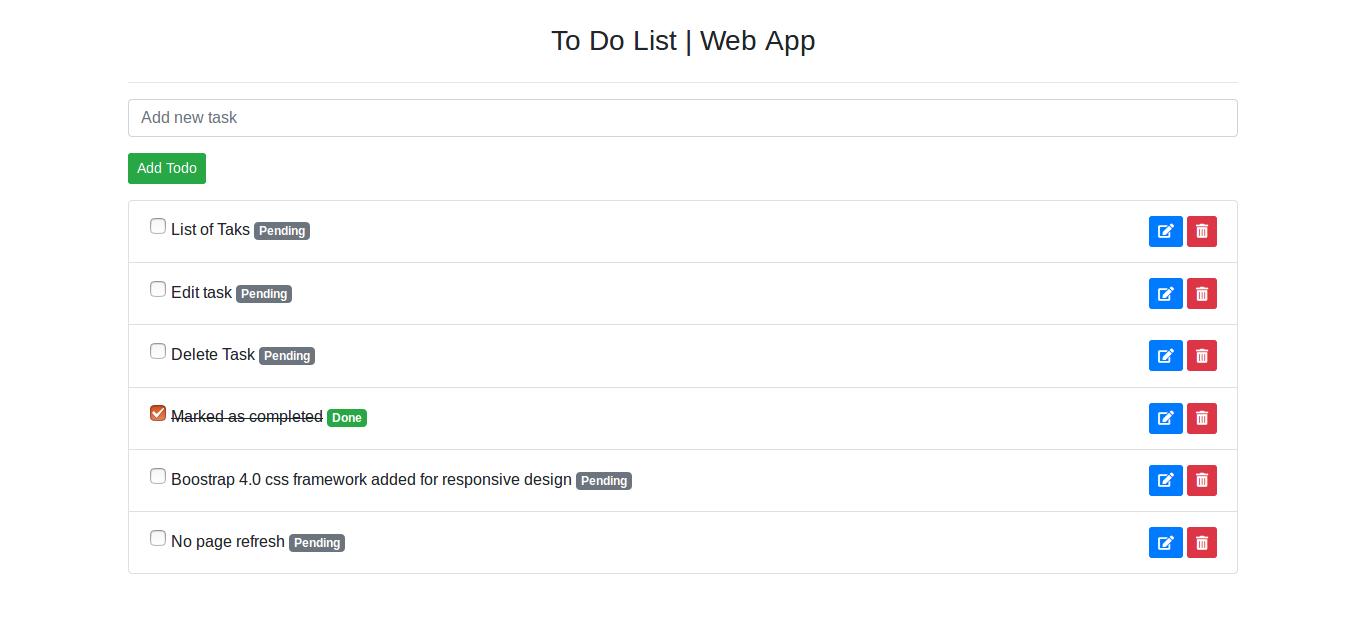 To Do List | Web App
Add new task
Add Todo
List of Taks Pending
Edit task Pending
Delete Task Pending
Marked as completed Done
Boostrap 4.0 css framework added for responsive design Pending
No page refresh Pending